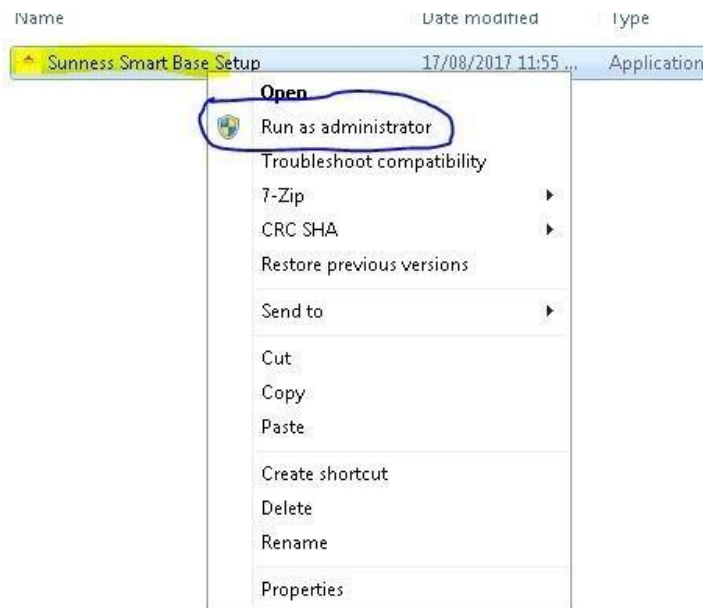 Name Date modified Type
Sunness Smart Base Setup 17/08/2017 11:55 ... Application
Open
Run as administrator
Troubleshoot compatibility
7-Zip
CRC SHA
Restore previous versions
Send to
Cut
Copy
Paste
Create shortcut
Delete
Rename
Properties